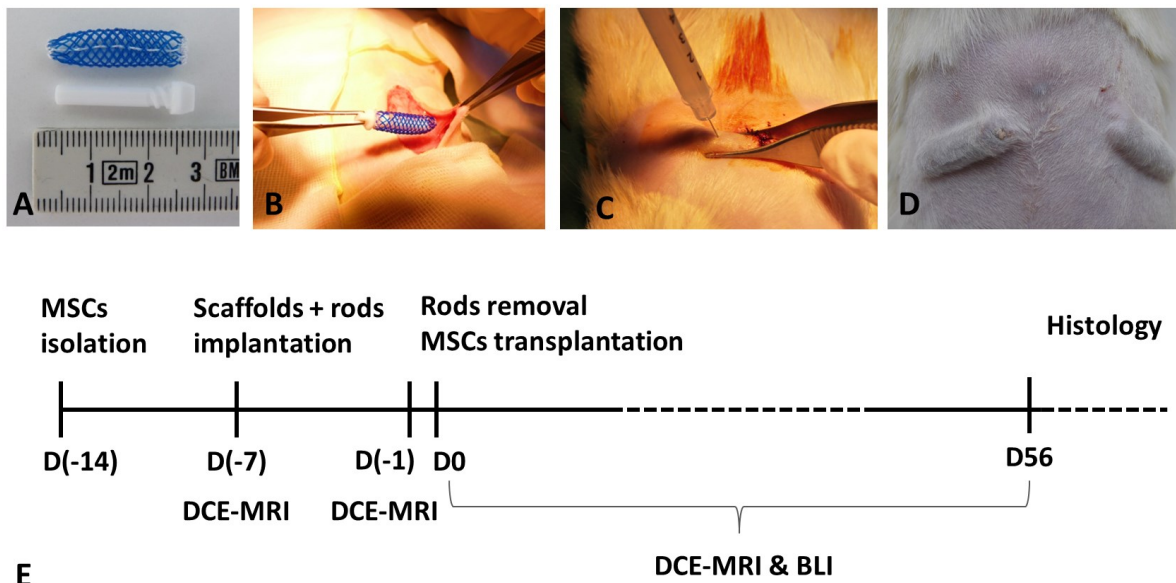 1 2m 2 3 BM
A
B
C
D
MSCs
isolation
Scaffolds + rods
implantation
Rods removal
MSCs transplantation
Histology
D(-14)
D(-7)
D(-1)
D0
D56
DCE-MRI
DCE-MRI
DCE-MRI & BLI
E